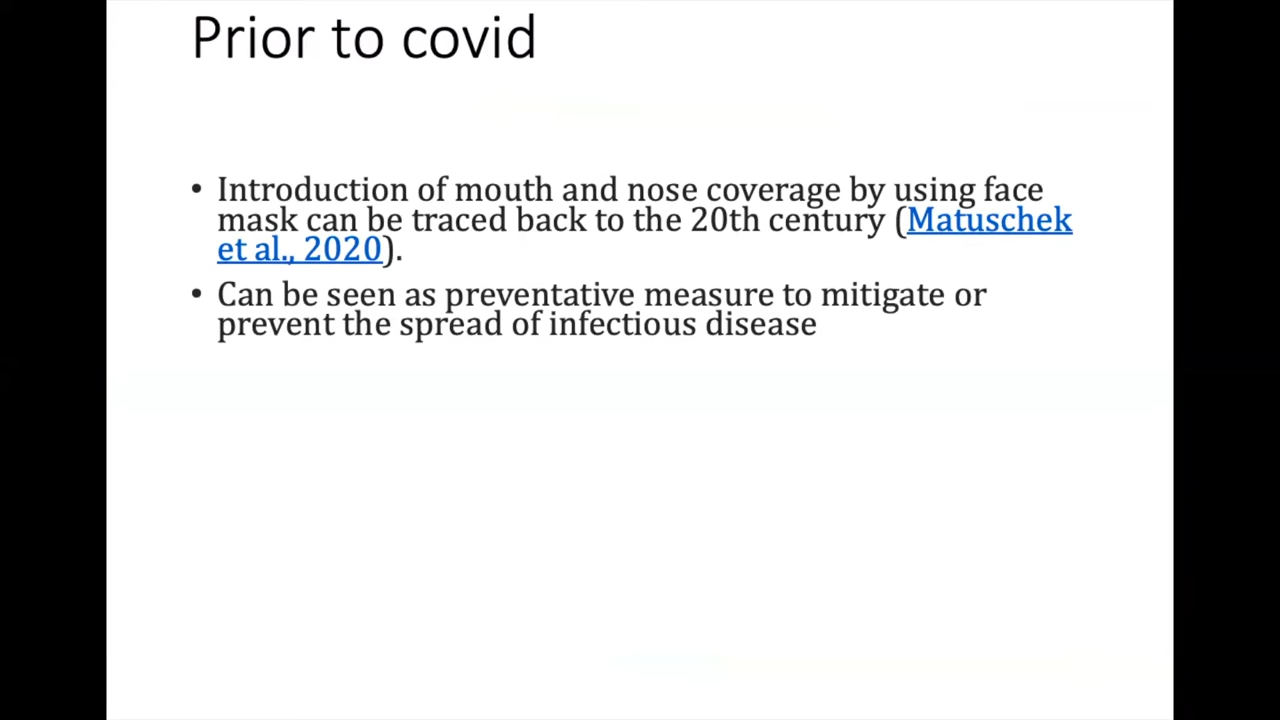 Prior to covid
• Introduction of mouth and nose coverage by using face
mask can be traced back to the 20th century (Matuschek
et al., 2020).
• Can be seen as preventative measure to mitigate or
prevent the spread of infectious disease